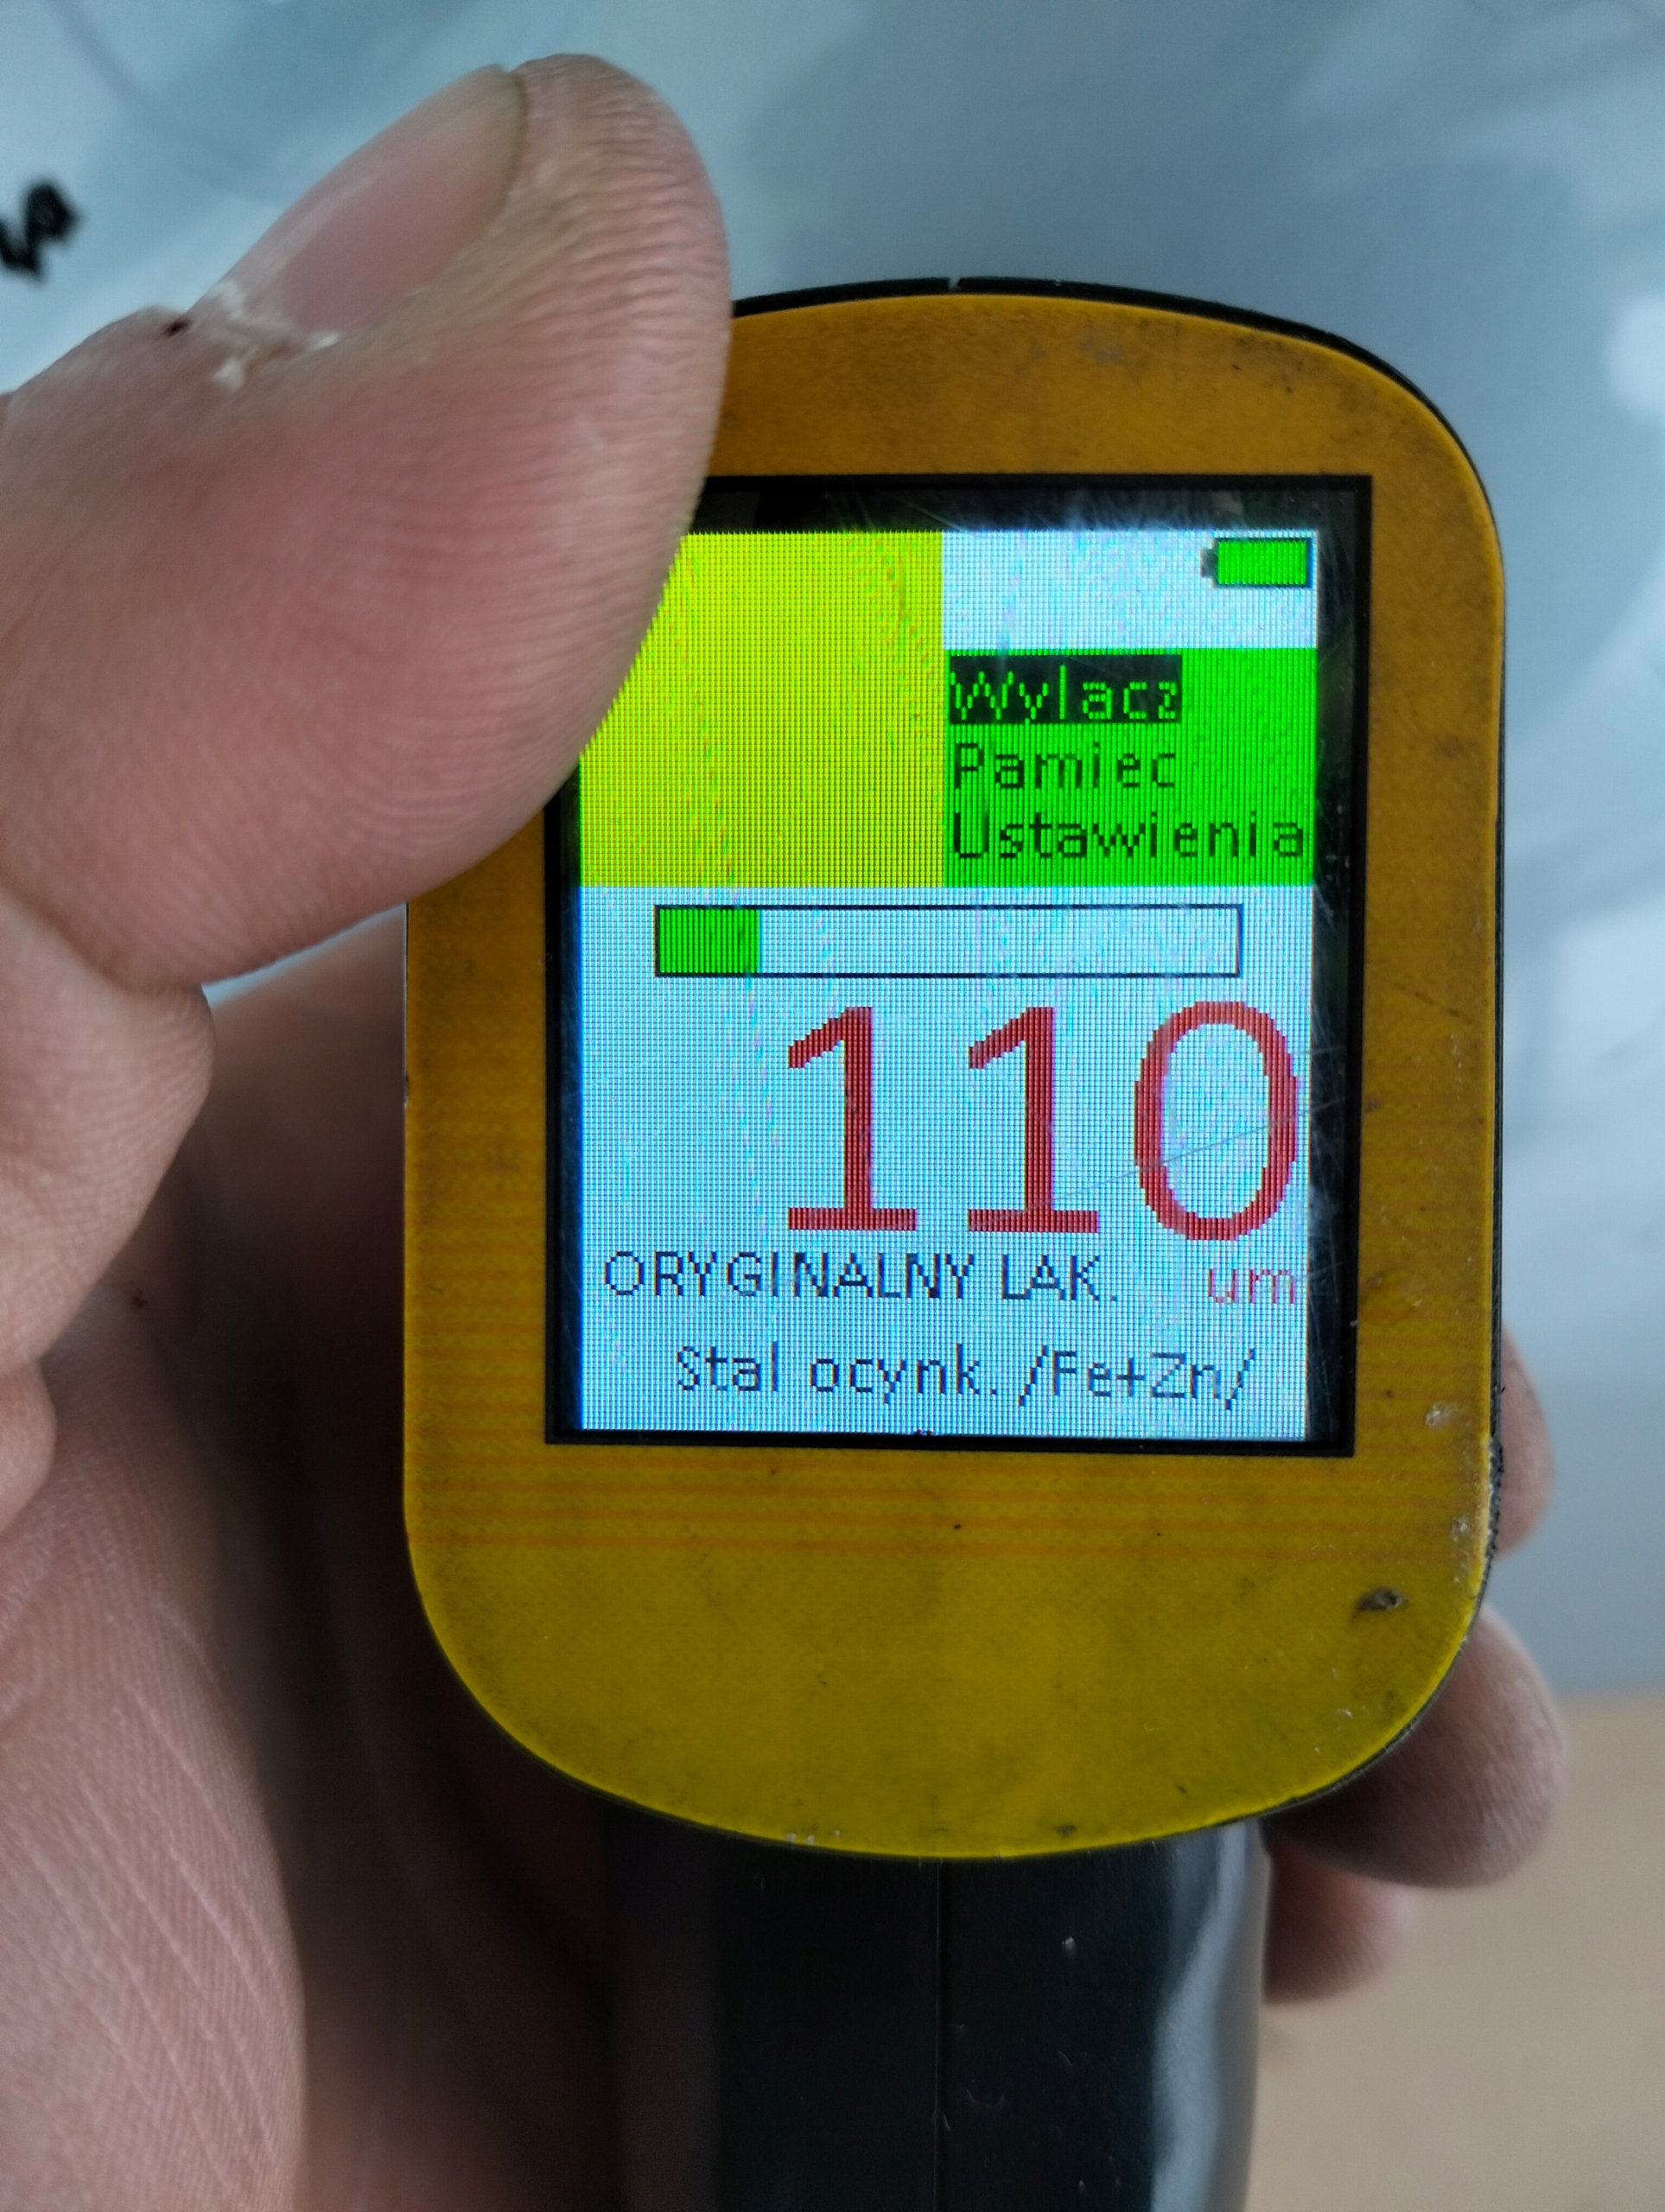 Wylacz
Pamiec
Ustawienia
110
ORYGINALNY LAK. um
Stal ocynk. /Fe+Zn/